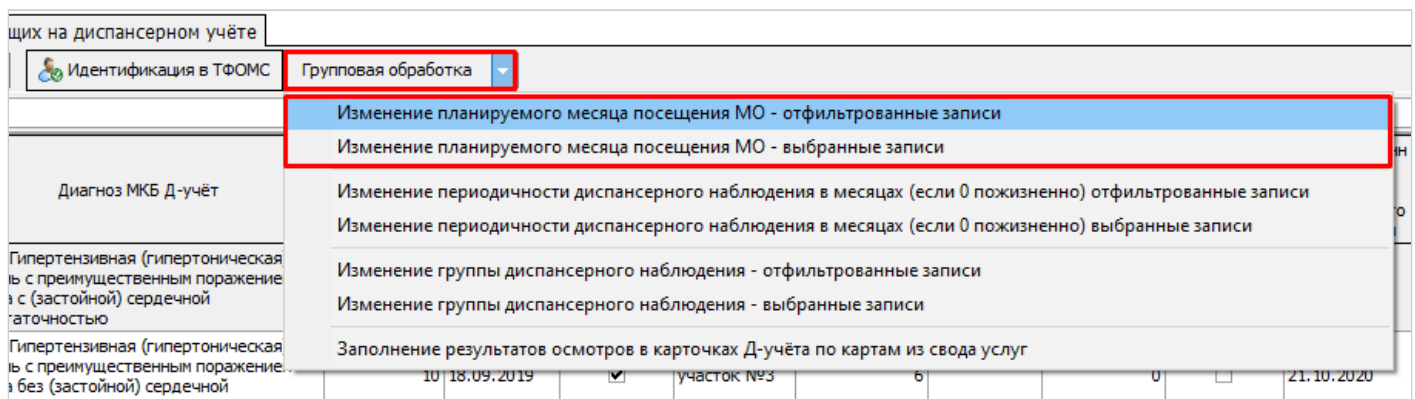 щих на диспансерном учёте
Идентификация в ТФОМС Групповая обработка
Изменение планируемого месяца посещения МО - отфильтрованные записи
Изменение планируемого месяца посещения МО - выбранные записи
Диагноз МКБ Д-учёт
Изменение периодичности диспансерного наблюдения в месяцах (если 0 пожизненно) отфильтрованные записи
Изменение периодичности диспансерного наблюдения в месяцах (если 0 пожизненно) выбранные записи
Изменение группы диспансерного наблюдения - отфильтрованные записи
Изменение группы диспансерного наблюдения - выбранные записи
Заполнение результатов осмотров в карточках Д-учёта по картам из свода услуг
Гипертензивная (гипертоническая)
ь с преимущественным поражение
а с (застойной) сердечной
таточностью
Гипертензивная (гипертоническая)
ь с преимущественным поражение
а без (застойной) сердечной
10 18.09.2019 участок №3 6 0 21.10.2020